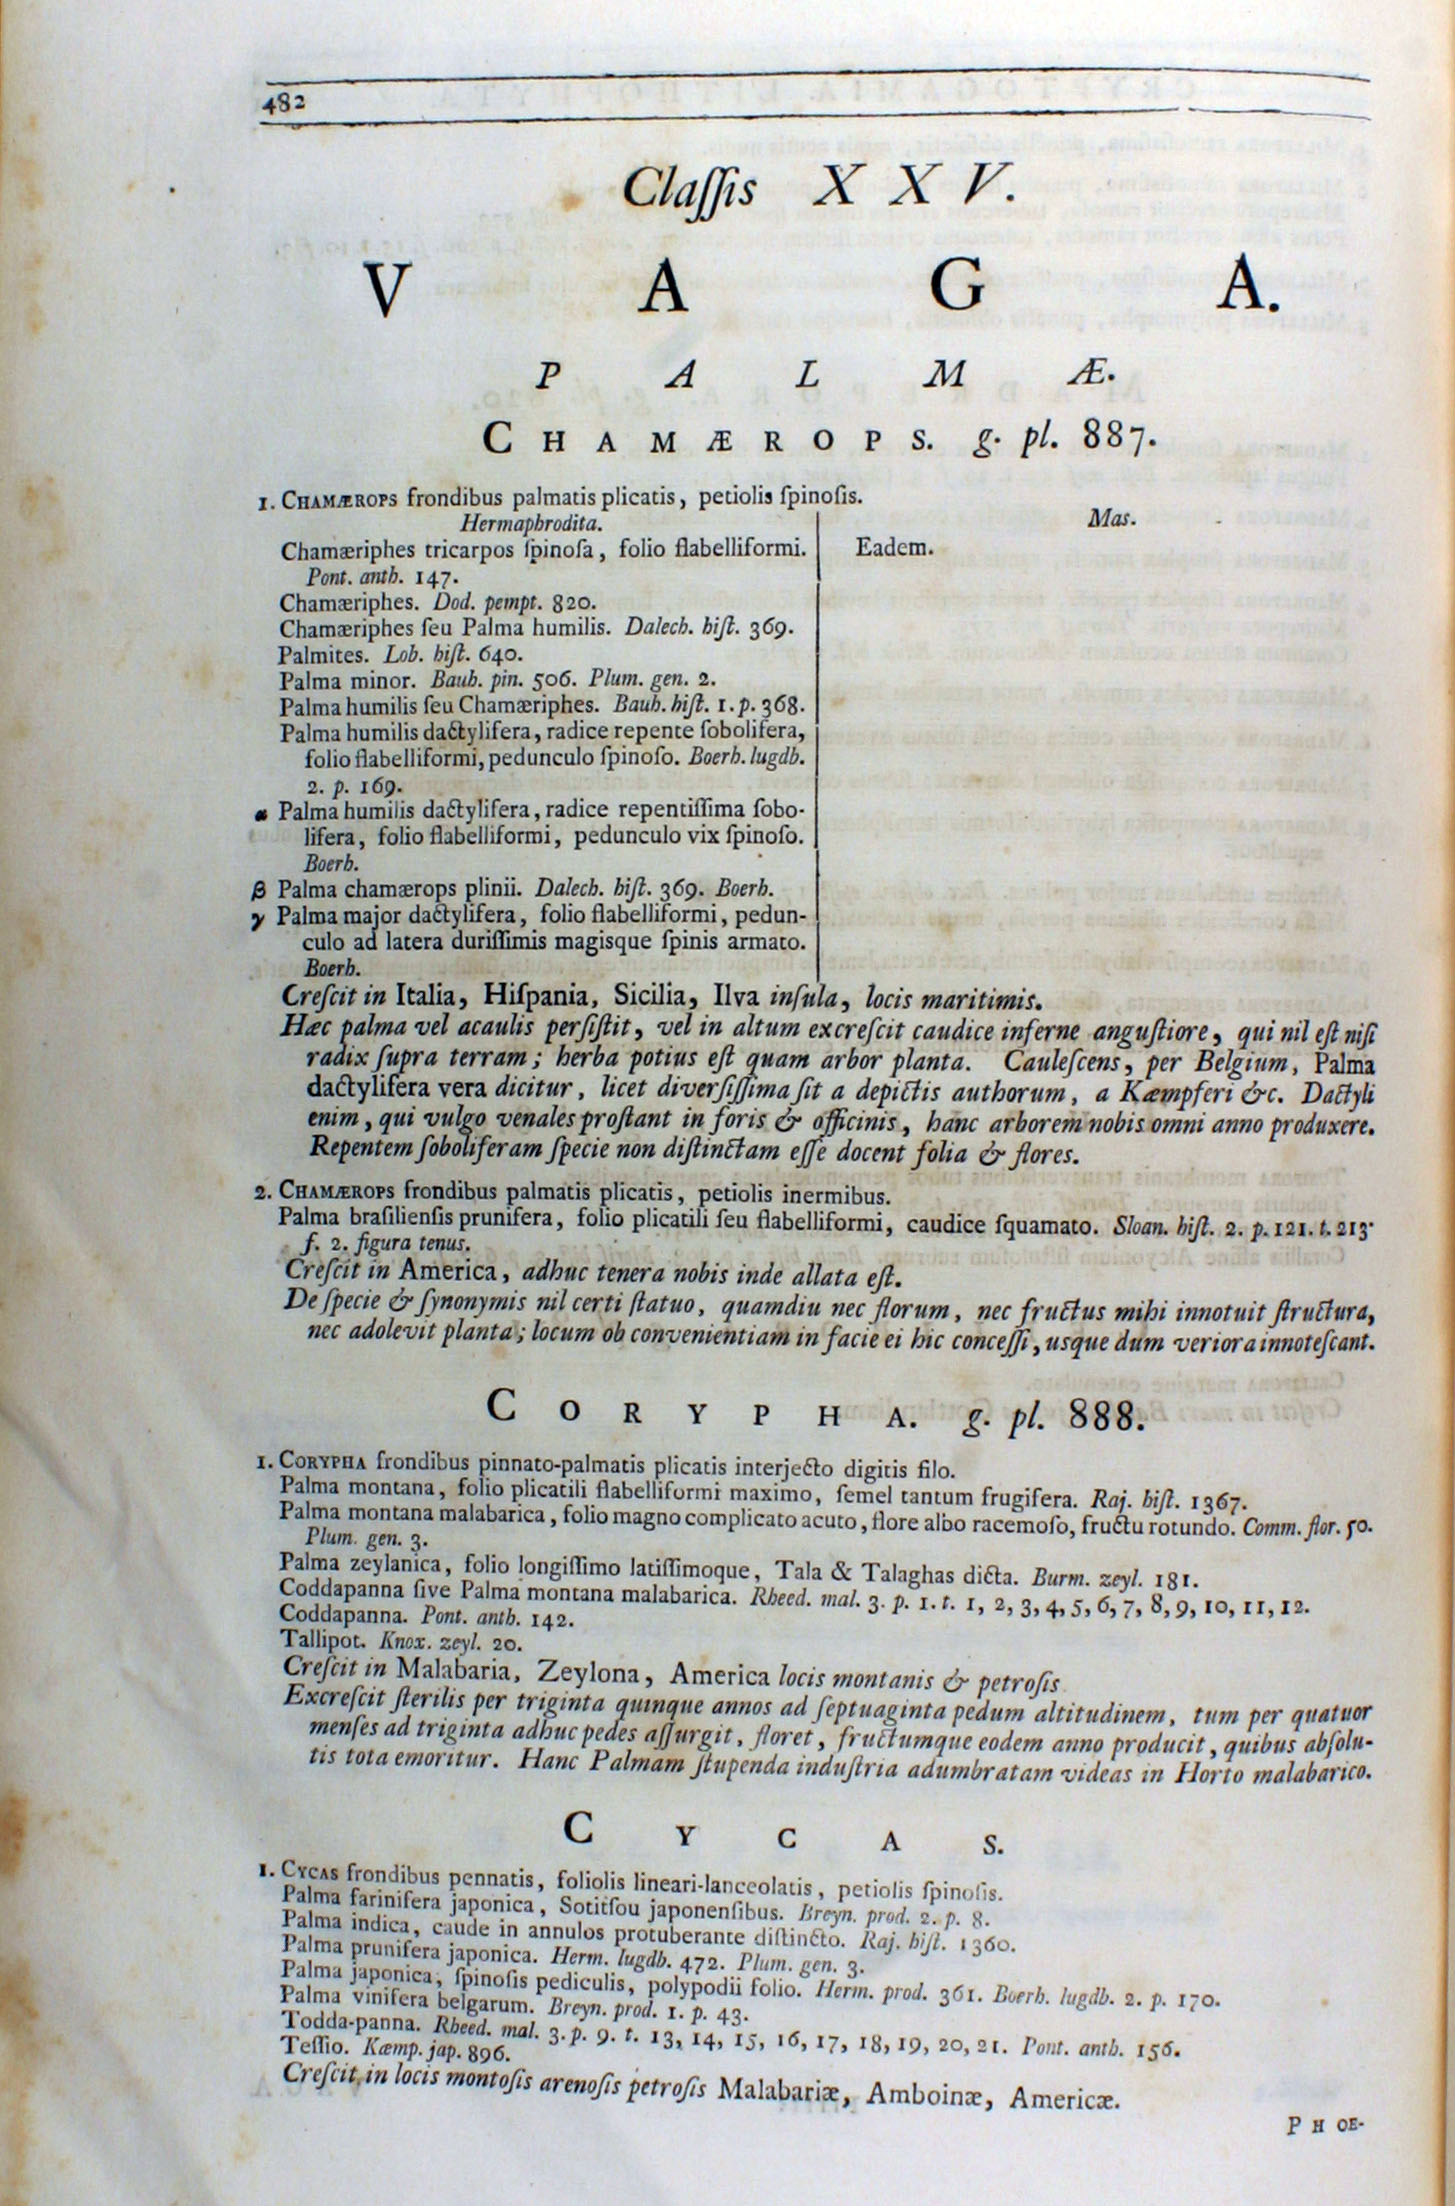 482
Claſſis XXV.
VAGA.
PALMÆ.
CHAMÆROPS. g. pl. 887.
1. CHAMÆROPS frondibus palmatis plicatis, petiolis ſpinoſis.
Hermaphrodita.
Mas.
Chamæriphes tricarpos ſpinoſa, folio flabelliformi.
Eadem.
Pont. anth. 147.
Chamæriphes. Dod. pempt. 820.
Chamæriphes ſeu Palma humilis. Dalech. hiſt. 369.
Palmites. Lob. hiſt. 640.
Palma minor. Bauh. pin. 506. Plum. gen. 2.
Palma humilis ſeu Chamæriphes. Bauh. hiſt. 1. p. 368.
Palma humilis dactylifera, radice repente ſobolifera,
folio flabelliformi, pedunculo ſpinoſo. Boerh. lugdb.
2. p. 169.
α Palma humilis dactylifera, radice repentiſſima ſobo-
lifera, folio flabelliformi, pedunculo vix ſpinoſo.
Boerh.
β Palma chamærops plinii. Dalech. hiſt. 369. Boerh.
γ Palma major dactylifera, folio flabelliformi, pedun-
culo ad latera duriſſimis magisque ſpinis armato.
Boerh.
Creſcit in Italia, Hiſpania, Sicilia, Ilva inſula, locis maritimis.
Hæc palma vel acaulis perſiſtit, vel in altum excreſcit caudice inferne anguſtiore, qui nil eſt niſi
radix ſupra terram; herba potius eſt quam arbor planta. Cauleſcens, per Belgium, Palma
dactylifera vera dicitur, licet diverſiſſima ſit a depictis authorum, a Kæmpferi &c. Dactyli
enim, qui vulgo venales proſtant in foris & officinis, hanc arborem nobis omni anno produxere.
Repentem ſoboliferam ſpecie non diſtinctam eſſe docent folia & flores.
2. CHAMÆROPS frondibus palmatis plicatis, petiolis inermibus.
Palma braſilienſis prunifera, folio plicatili ſeu flabelliformi, caudice ſquamato. Sloan. hiſt. 2. p. 121. t. 213.
f. 2. figura tenus.
Creſcit in America, adhuc tenera nobis inde allata eſt.
De ſpecie & ſynonymis nil certi ſtatuo, quamdiu nec florum, nec fructus mihi innotuit ſtructura,
nec adolevit planta; locum ob convenientiam in facie ei hic conceſſi, usque dum veriora innoteſcant.
CORYPHA. g. pl. 888.
1. CORYPHA frondibus pinnato-palmatis plicatis interjecto digitis filo.
Palma montana, folio plicatili flabelliformi maximo, ſemel tantum frugifera. Raj. hiſt. 1367.
Palma montana malabarica, folio magno complicato acuto, flore albo racemoſo, fructu rotundo. Comm. flor. 50.
Plum. gen. 3.
Palma zeylanica, folio longiſſimo latiſſimoque, Tala & Talaghas dicta. Burm. zeyl. 181.
Coddapanna ſive Palma montana malabarica. Rheed. mal. 3. p. 1. t. 1, 2, 3, 4, 5, 6, 7, 8, 9, 10, 11, 12.
Coddapanna. Pont. anth. 142.
Tallipot. Knox. zeyl. 20.
Creſcit in Malabaria, Zeylona, America locis montanis & petroſis
Excreſcit ſterilis per triginta quinque annos ad ſeptuaginta pedum altitudinem, tum per quatuor
menſes ad triginta adhuc pedes aſſurgit, floret, fructumque eodem anno producit, quibus abſolu-
tis tota emoritur. Hanc Palmam ſtupenda induſtria adumbratam videas in Horto malabarico.
CYCAS.
1. CYCAS frondibus pennatis, foliolis lineari-lanceolatis, petiolis ſpinoſis.
Palma farinifera japonica, Sotitſou japonenſibus. Breyn. prod. 2. p. 8.
Palma indica, caude in annulos protuberante diſtincto. Raj. hiſt. 1360.
Palma prunifera japonica. Herm. lugdb. 472. Plum. gen. 3.
Palma japonica, ſpinoſis pediculis, polypodii folio. Herm. prod. 361. Boerh. lugdb. 2. p. 170.
Palma vinifera belgarum. Breyn. prod. 1. p. 43.
Todda-panna. Rheed. mal. 3. p. 9. t. 13, 14, 15, 16, 17, 18, 19, 20, 21. Pont. anth. 156.
Teſſio. Kæmp. jap. 896.
Creſcit in locis montoſis arenoſis petroſis Malabariæ, Amboinæ, Americæ.
PHOE-